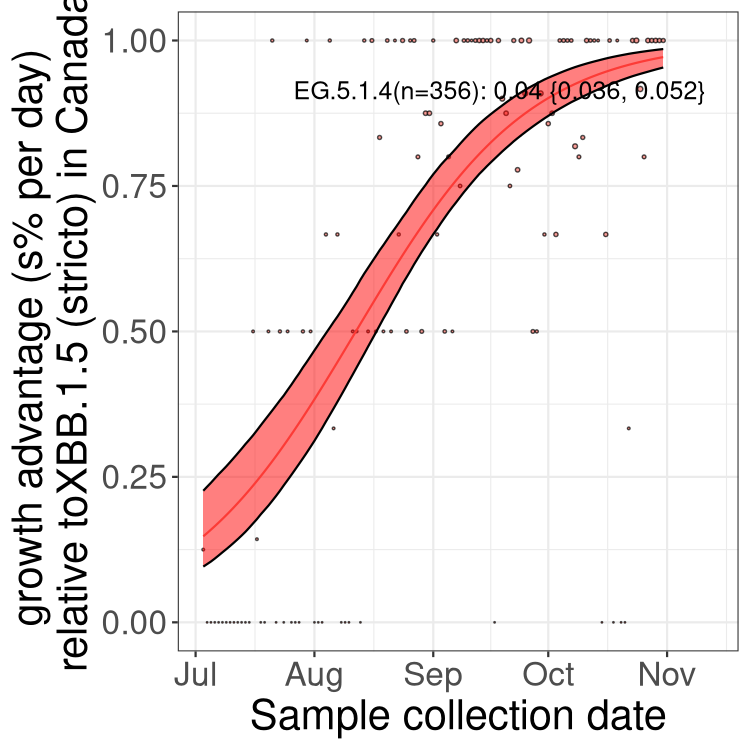 growth advantage (s% per day)
relative toXBB.1.5 (stricto) in Canada
1.00
0.75
0.50
0.25
0.00
EG.5.1.4(n=356): 0.04 {0.036, 0.052}
Jul Aug Sep Oct Nov
Sample collection date